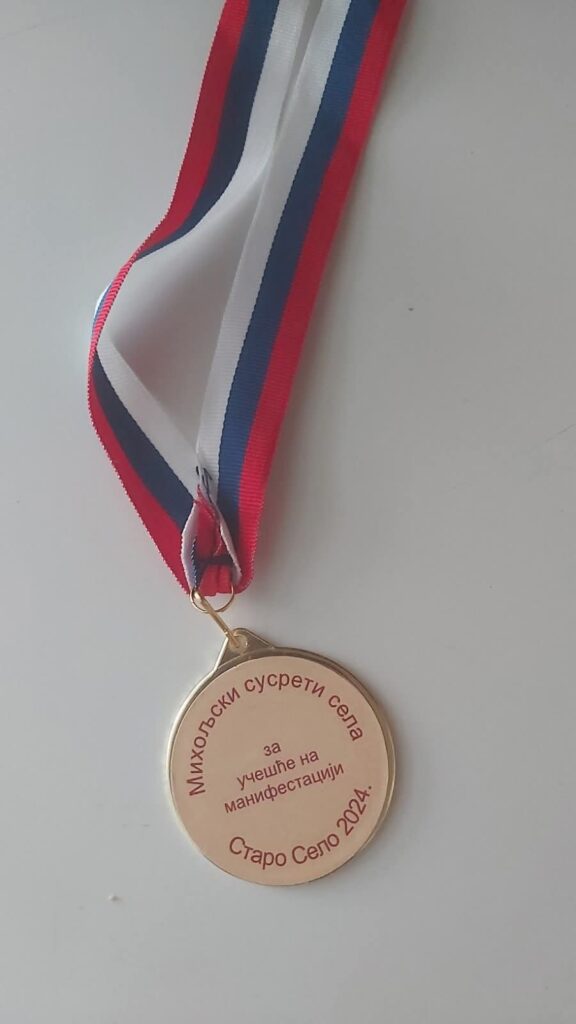 Михољски сусрети села
за
учешће на
манифестацији
Старо Село 2024.